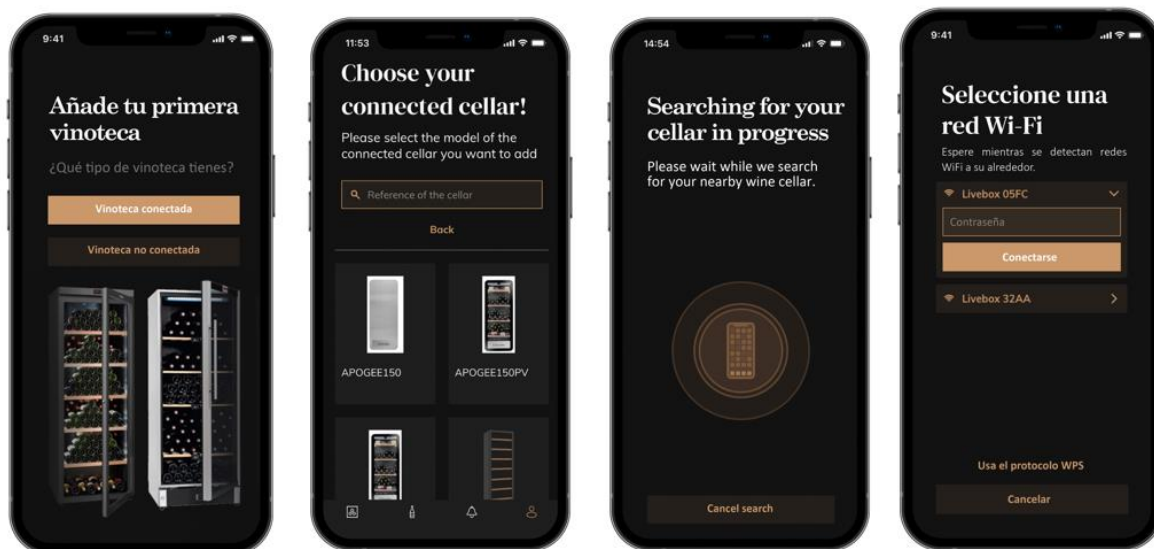 9:41
Añade tu primera
vinoteca
¿Qué tipo de vinoteca tienes?
Vinoteca conectada
Vinoteca no conectada
11:53
Choose your
connected cellar!
Please select the model of the
connected cellar you want to add
Reference of the cellar
Back
APOGEE150
APOGEE150PV
14:54
Searching for your
cellar in progress
Please wait while we search
for your nearby wine cellar.
Cancel search
9:41
Seleccione una
red Wi-Fi
Espere mientras se detectan redes
WiFi a su alrededor.
Livebox 05FC
Contraseña
Conectarse
Livebox 32AA
Usa el protocolo WPS
Cancelar